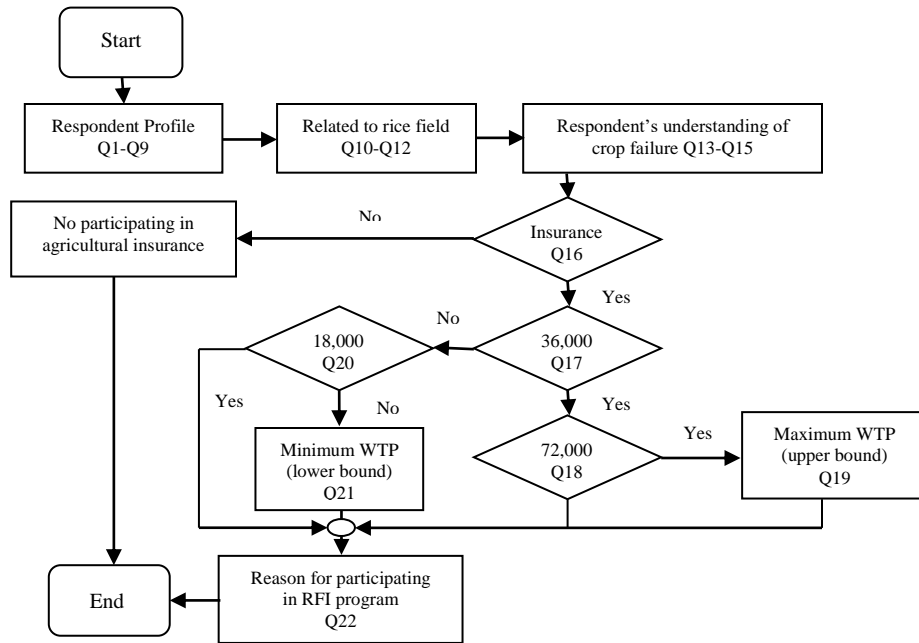 Start
Respondent Profile
Q1-Q9
Related to rice field
Q10-Q12
Respondent's understanding of
crop failure Q13-Q15
No participating in
agricultural insurance
No
Insurance
Q16
Yes
No
18,000
Q20
36,000
Q17
Yes
No
Yes
Yes
Minimum WTP
(lower bound)
Q21
72,000
Q18
Maximum WTP
(upper bound)
Q19
Reason for participating
in RFI program
Q22
End